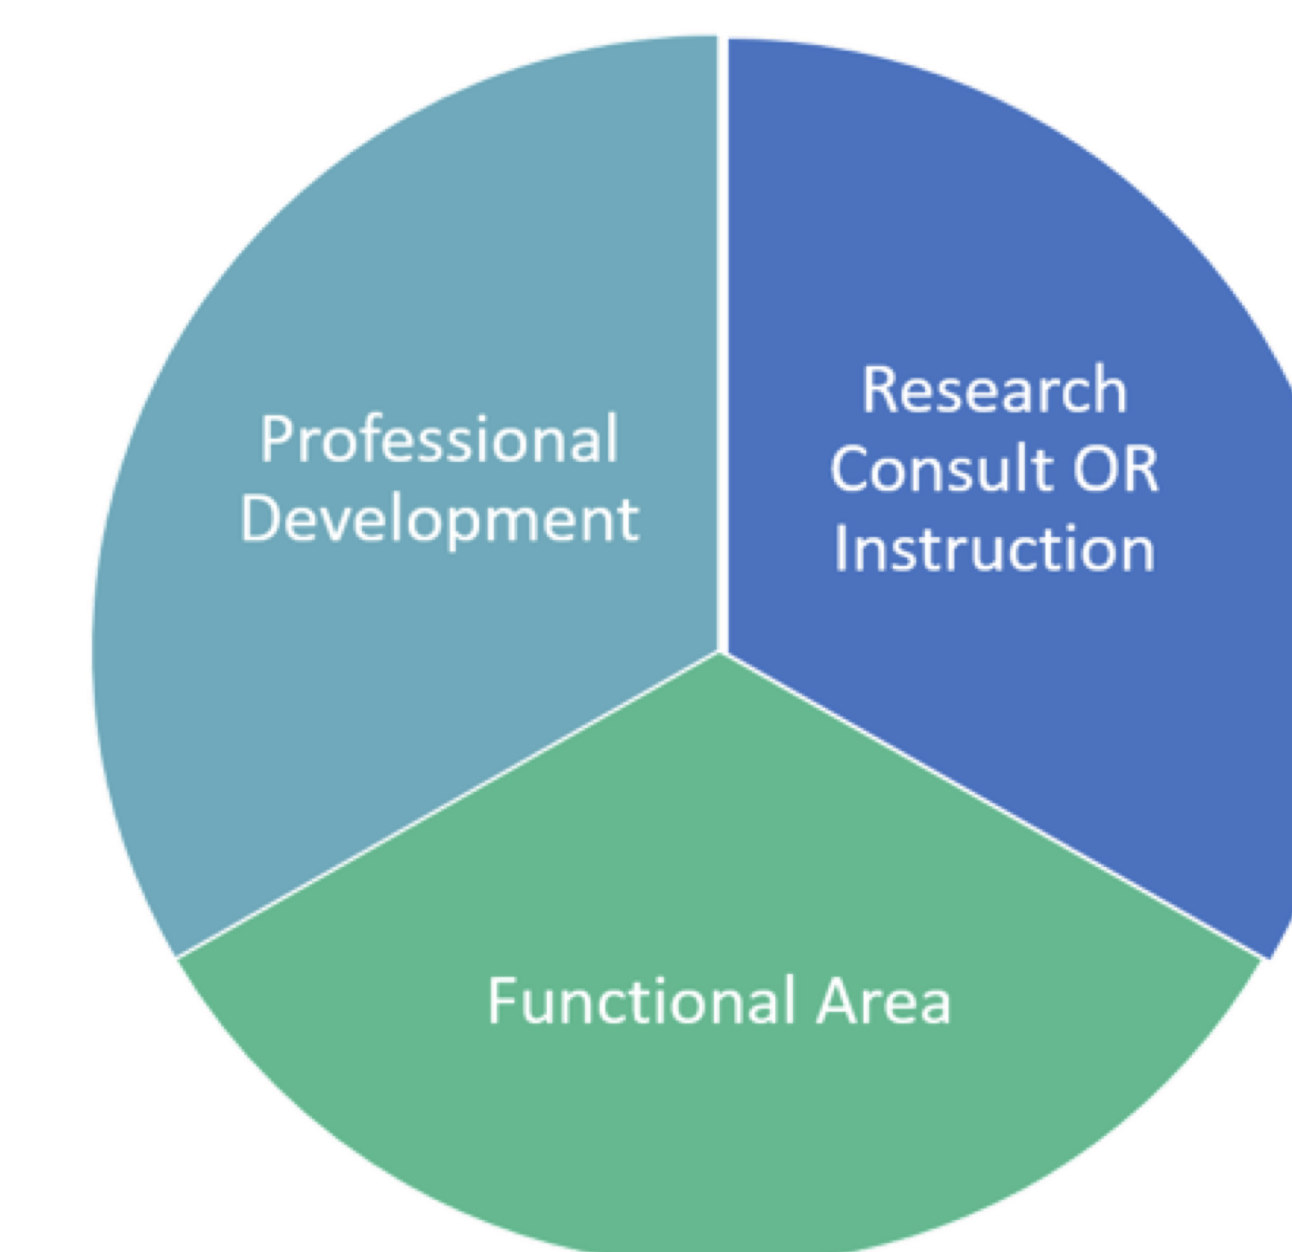 Professional
Development
Research
Consult OR
Instruction
Functional Area